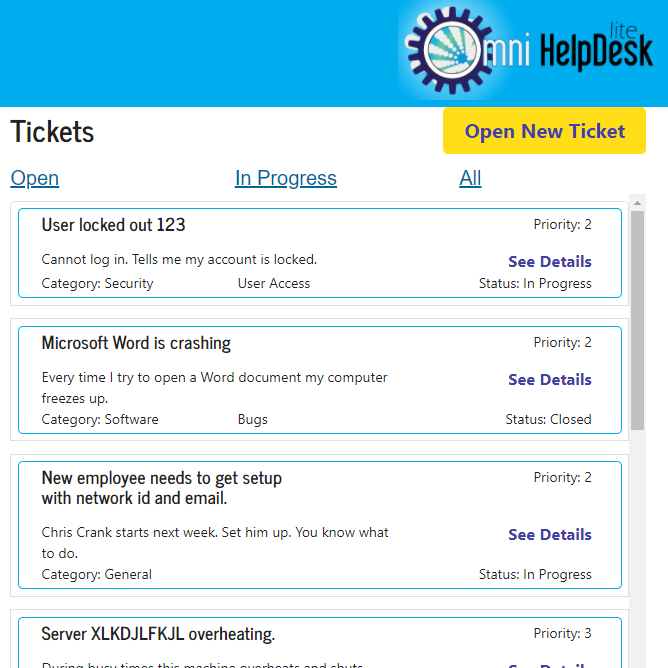 lite
Omni HelpDesk
Tickets
Open New Ticket
Open
In Progress
All
User locked out 123
Priority: 2
Cannot log in. Tells me my account is locked.
See Details
Category: Security
User Access
Status: In Progress
Microsoft Word is crashing
Priority: 2
Every time I try to open a Word document my computer
freezes up.
See Details
Category: Software
Bugs
Status: Closed
New employee needs to get setup
with network id and email.
Priority: 2
Chris Crank starts next week. Set him up. You know what
to do.
See Details
Category: General
Status: In Progress
Server XLKDJLFKJL overheating.
Priority: 3
During busy times this machine overheats and shuts
See Details